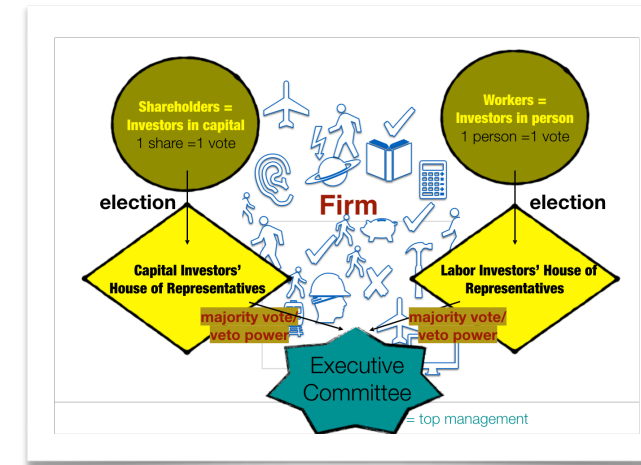 Shareholders =
Investors in capital
1 share =1 vote
Workers =
Investors in person
1 person =1 vote
election
Firm
election
Capital Investors'
House of Representatives
Labor Investors' House of
Representatives
majority vote/
veto power
majority vote/
veto power
Executive
Committee
= top management